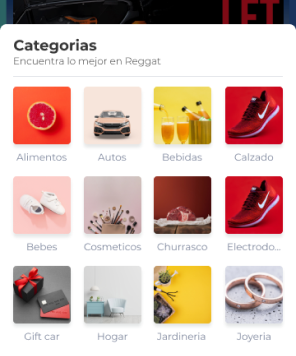 LET
Categorias
Encuentra lo mejor en Reggat
Alimentos Autos Bebidas Calzado
Bebes Cosmeticos Churrasco Electrodo...
Gift car Hogar Jardineria Joyeria